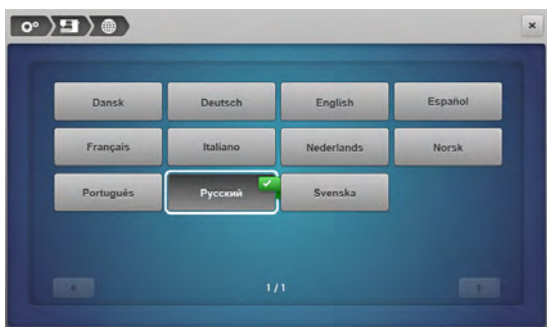 Dansk Deutsch English Español
Français Italiano Nederlands Norsk
Português Русский Svenska
1/1